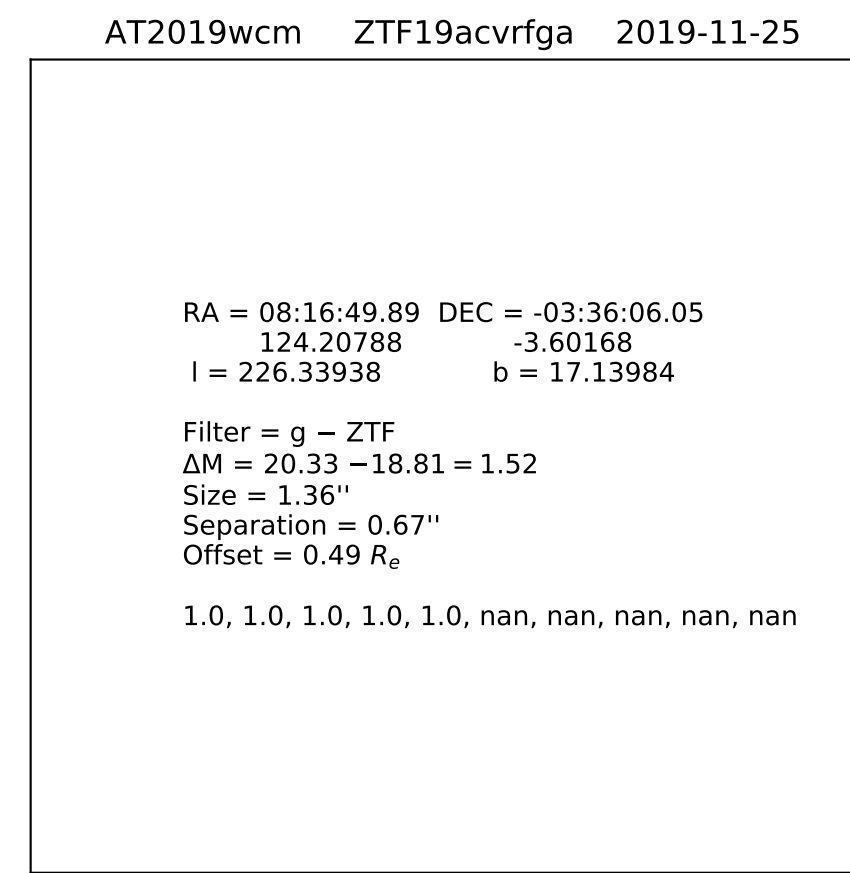 AT2019wcm ZTF19acvrfga 2019-11-25
RA = 08:16:49.89 DEC = -03:36:06.05
124.20788 -3.60168
l = 226.33938 b = 17.13984
Filter = g − ZTF
ΔM = 20.33 −18.81 = 1.52
Size = 1.36''
Separation = 0.67''
Offset = 0.49 Rₑ
1.0, 1.0, 1.0, 1.0, 1.0, nan, nan, nan, nan, nan